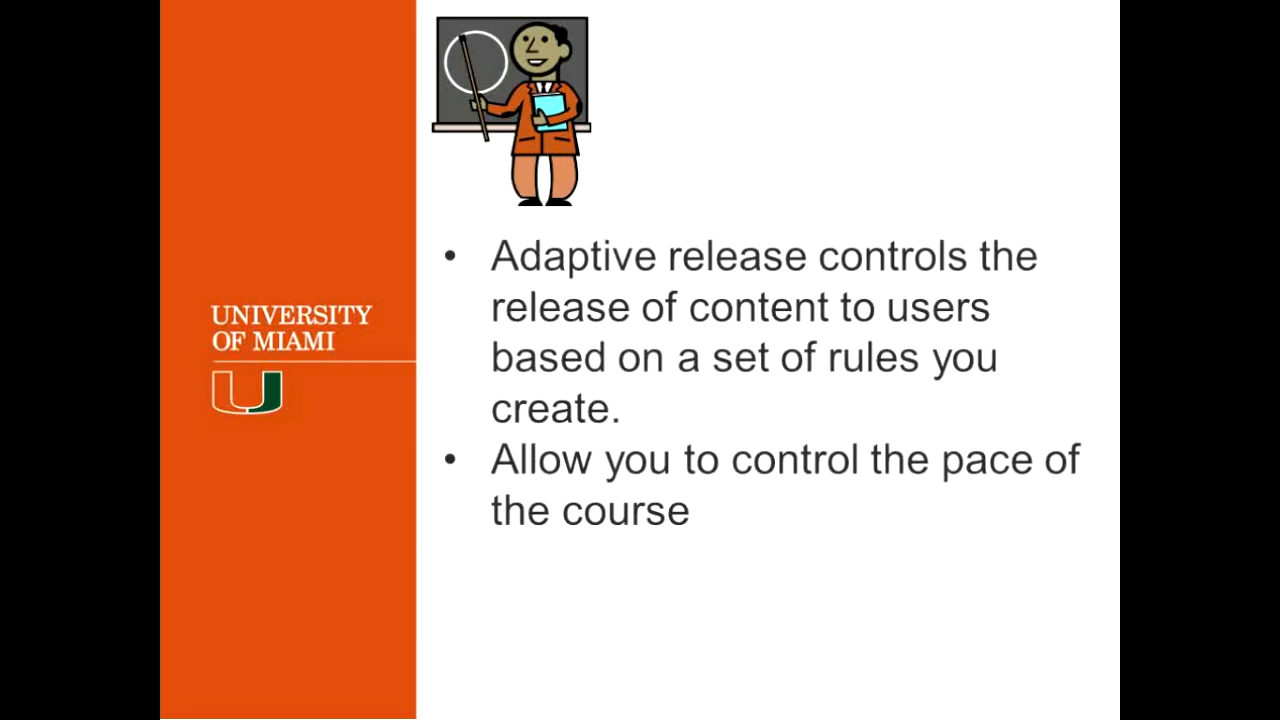 UNIVERSITY
OF MIAMI
• Adaptive release controls the
release of content to users
based on a set of rules you
create.
• Allow you to control the pace of
the course